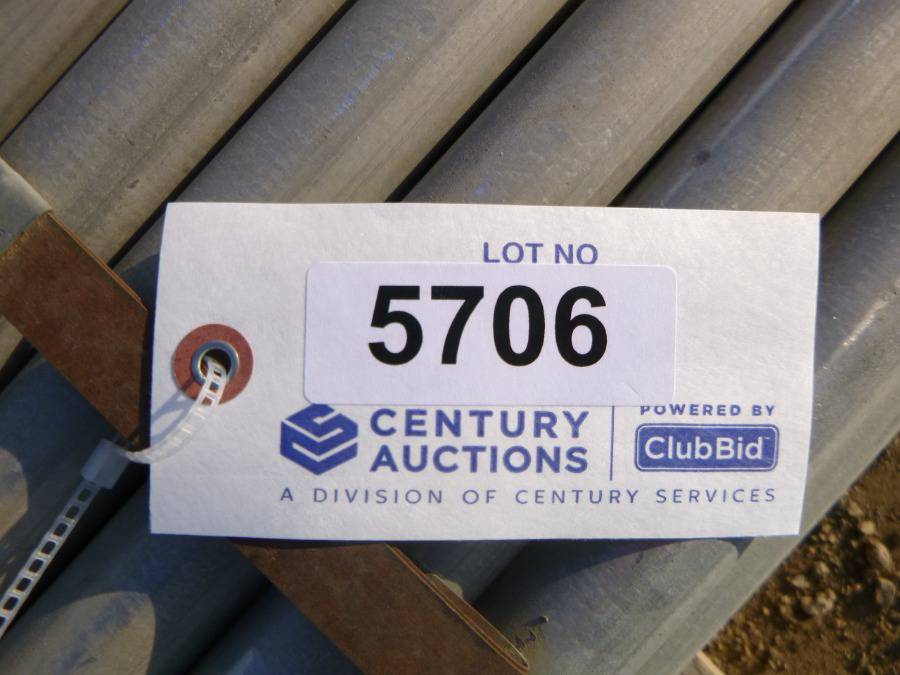 LOT NO
5706
CENTURY
AUCTIONS
POWERED BY
ClubBid™
A DIVISION OF CENTURY SERVICES